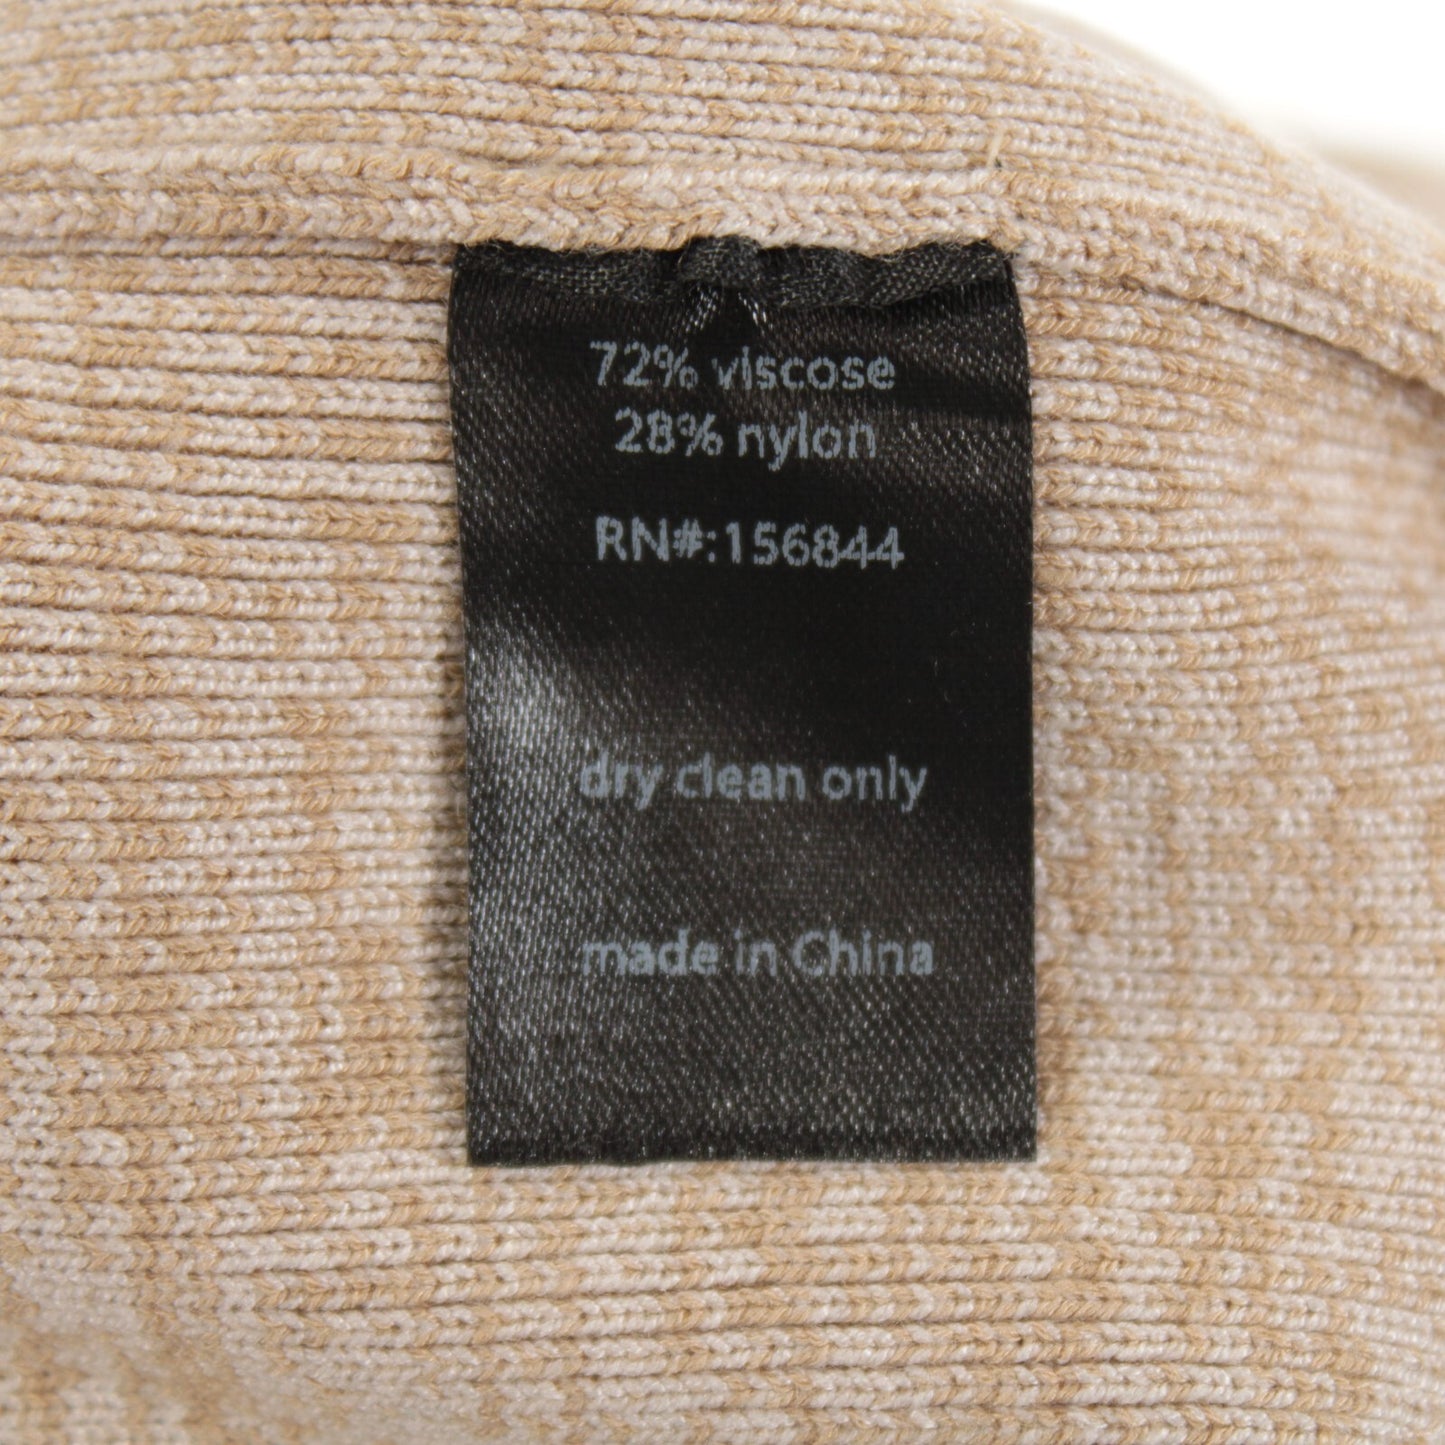 72% viscose
28% nylon
RN#:156844
dry clean only
made in China